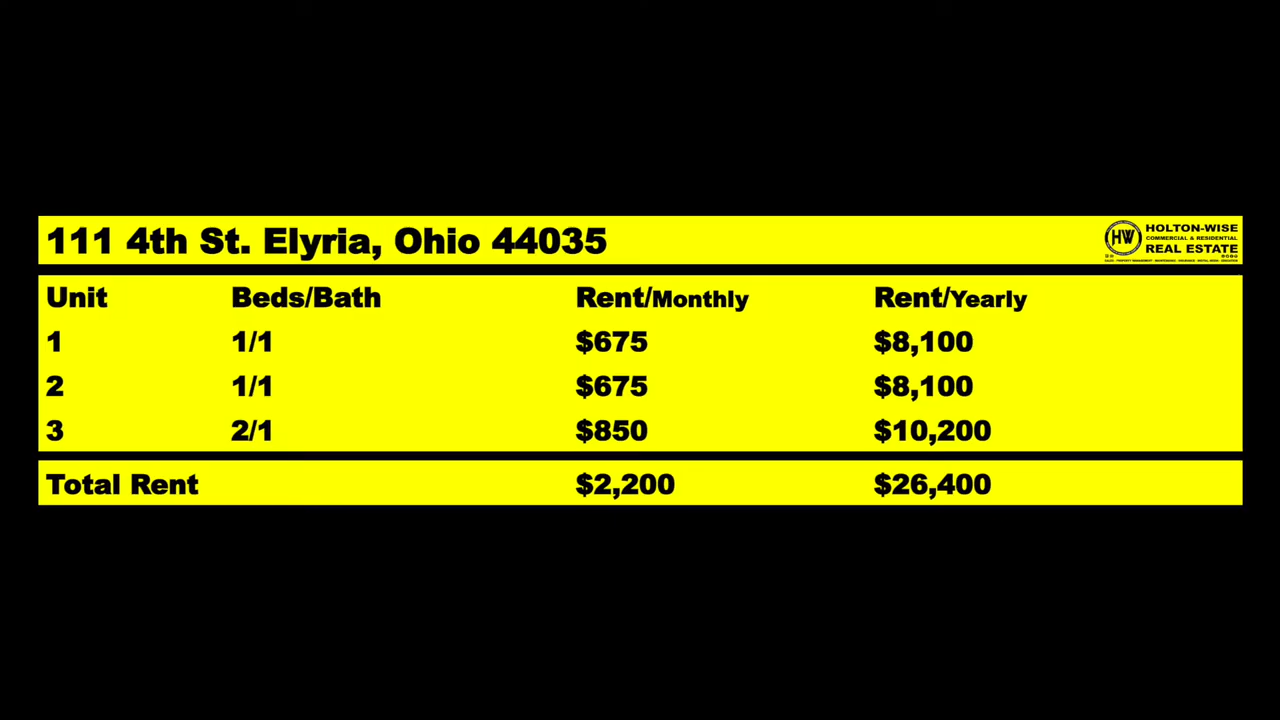 111 4th St. Elyria, Ohio 44035
HW
HOLTON-WISE
COMMERCIAL & RESIDENTIAL
REAL ESTATE
Unit Beds/Bath Rent/Monthly Rent/Yearly
1 1/1 $675 $8,100
2 1/1 $675 $8,100
3 2/1 $850 $10,200
Total Rent $2,200 $26,400